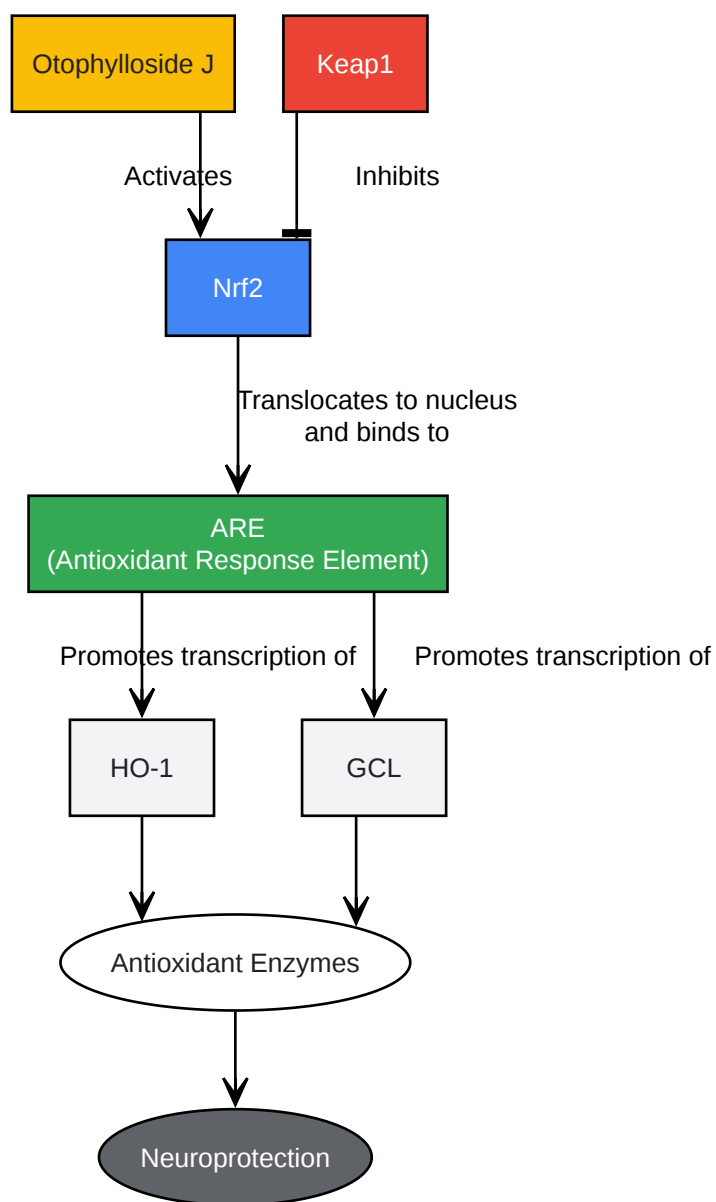 Otophylloside J
Keap1
Activates
Inhibits
Nrf2
Translocates to nucleus
and binds to
ARE
(Antioxidant Response Element)
Promotes transcription of
Promotes transcription of
HO-1
GCL
Antioxidant Enzymes
Neuroprotection